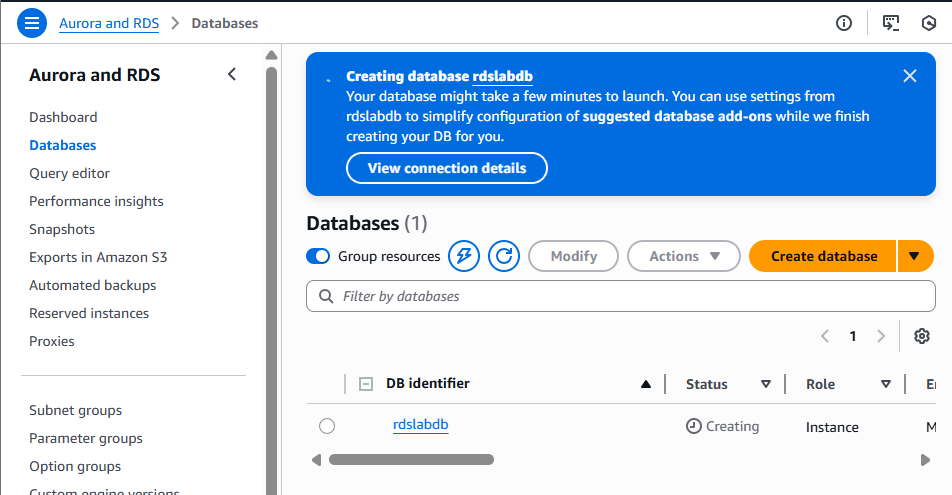 Aurora and RDS > Databases
Aurora and RDS
Dashboard
Databases
Query editor
Performance insights
Snapshots
Exports in Amazon S3
Automated backups
Reserved instances
Proxies
Subnet groups
Parameter groups
Option groups
Custom engine versions
Creating database rdslabdb
Your database might take a few minutes to launch. You can use settings from
rdslabdb to simplify configuration of suggested database add-ons while we finish
creating your DB for you.
View connection details
Databases (1)
Group resources
Modify
Actions
Create database
Filter by databases
1
DB identifier
Status
Role
rdslabdb
Creating
Instance